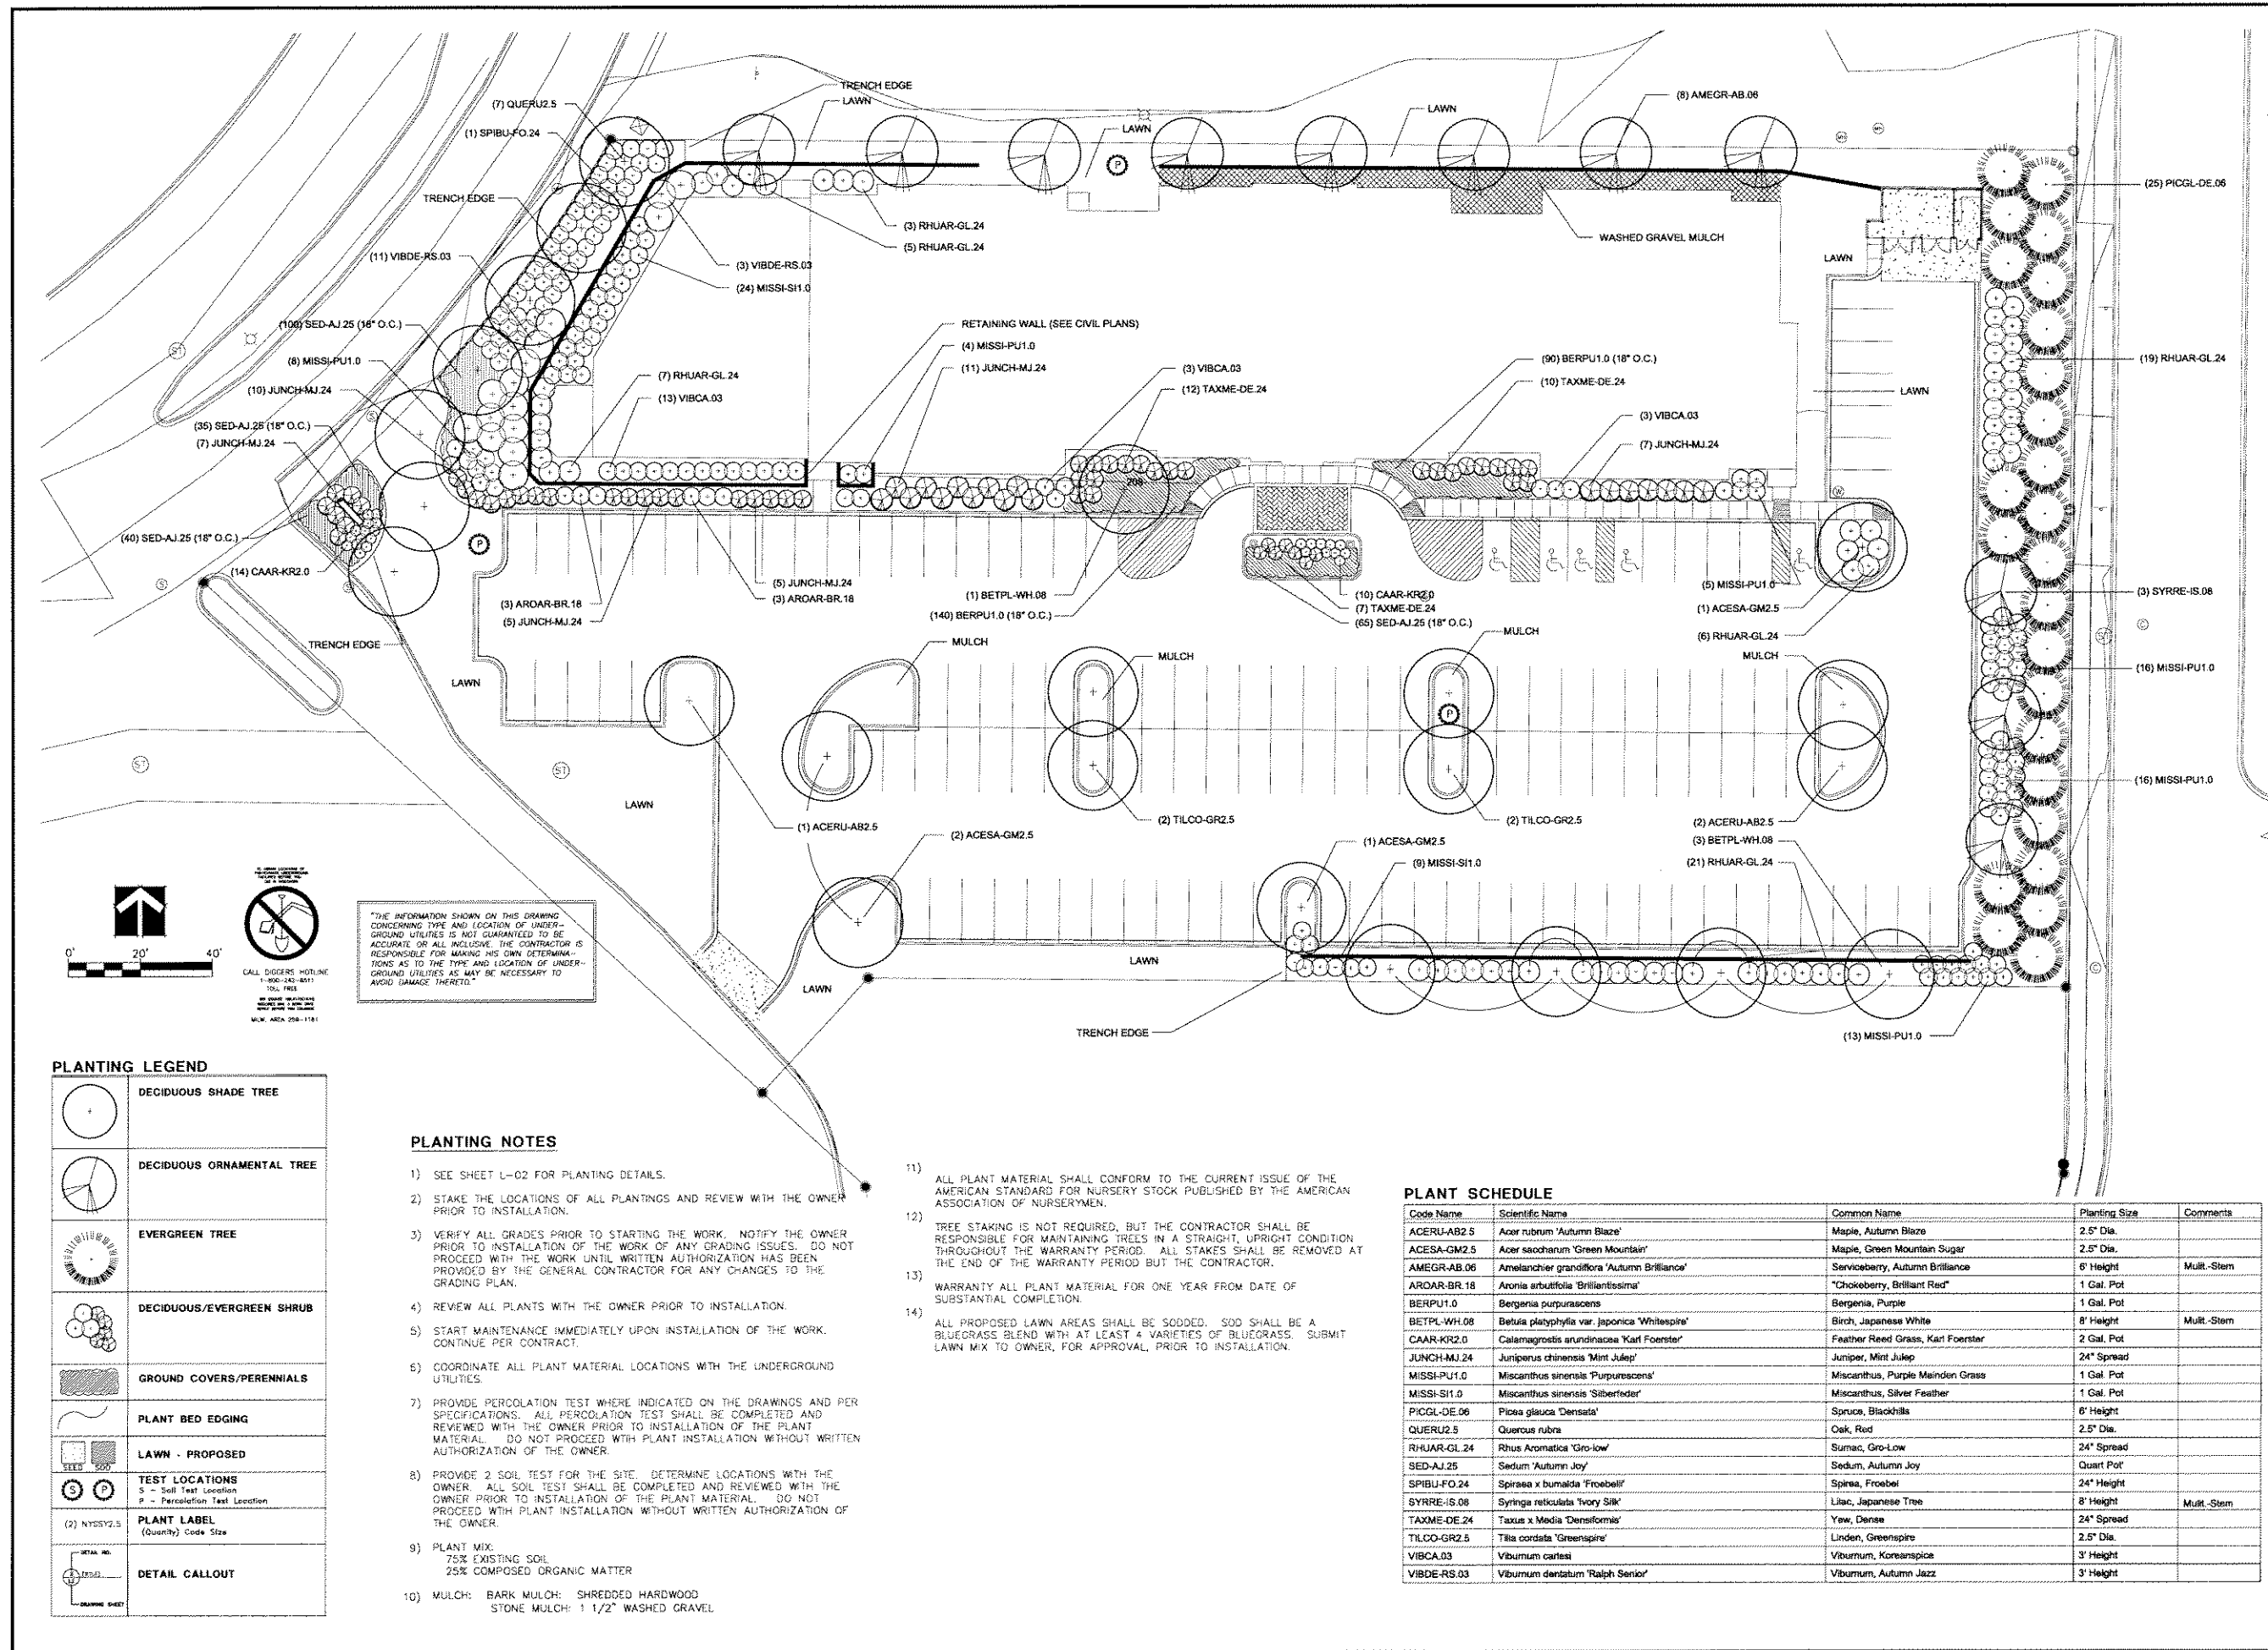 TRENCH EDGE
LAWN
(7) QUERU2.5
(1) SPIBU-FO.24
LAWN
LAWN
(8) AMEGR-AB.06
TRENCH EDGE
(25) PICGL-DE.06
(3) RHUAR-GL.24
(5) RHUAR-GL.24
WASHED GRAVEL MULCH
(11) VIBDE-RS.03
(3) VIBDE-RS.03
(24) MISSI-SI1.0
LAWN
(100) SED-AJ.25 (18" O.C.)
RETAINING WALL (SEE CIVIL PLANS)
(4) MISSI-PU1.0
(11) JUNCH-MJ.24
(8) MISSI-PU1.0
(10) JUNCH-MJ.24
(7) RHUAR-GL.24
(13) VIBCA.03
(3) VIBCA.03
(12) TAXME-DE.24
(90) BERPU1.0 (18" O.C.)
(10) TAXME-DE.24
(19) RHUAR-GL.24
LAWN
(3) VIBCA.03
(7) JUNCH-MJ.24
(35) SED-AJ.25 (18" O.C.)
(7) JUNCH-MJ.24
208
P
P
(40) SED-AJ.25 (18" O.C.)
(14) CAAR-KR2.0
(5) JUNCH-MJ.24
(3) AROAR-BR.18
(3) AROAR-BR.18
(5) JUNCH-MJ.24
(1) BETPL-WH.08
(140) BERPU1.0 (18" O.C.)
(10) CAAR-KR2.0
(7) TAXME-DE.24
(65) SED-AJ.25 (18" O.C.)
(5) MISSI-PU1.0
(1) ACESA-GM2.5
(6) RHUAR-GL.24
(3) SYRRE-IS.08
TRENCH EDGE
MULCH
MULCH
MULCH
MULCH
(16) MISSI-PU1.0
LAWN
P
ST
ST
ST
(16) MISSI-PU1.0
LAWN
(1) ACERU-AB2.5
(2) ACESA-GM2.5
(2) TILCO-GR2.5
(2) TILCO-GR2.5
(2) ACERU-AB2.5
(1) ACESA-GM2.5
(3) BETPL-WH.08
(9) MISSI-SI1.0
(21) RHUAR-GL.24
LAWN
LAWN
TRENCH EDGE
(13) MISSI-PU1.0
0' 20' 40'
CALL DIGGERS HOTLINE
1-800-242-8511
TOLL FREE
MILW. AREA 259-1181
"THE INFORMATION SHOWN ON THIS DRAWING
CONCERNING TYPE AND LOCATION OF UNDER-
GROUND UTILITIES IS NOT GUARANTEED TO BE
ACCURATE OR ALL INCLUSIVE. THE CONTRACTOR IS
RESPONSIBLE FOR MAKING HIS OWN DETERMINA-
TIONS AS TO THE TYPE AND LOCATION OF UNDER-
GROUND UTILITIES AS MAY BE NECESSARY TO
AVOID DAMAGE THERETO."
PLANTING LEGEND
DECIDUOUS SHADE TREE
DECIDUOUS ORNAMENTAL TREE
EVERGREEN TREE
DECIDUOUS/EVERGREEN SHRUB
GROUND COVERS/PERENNIALS
PLANT BED EDGING
LAWN - PROPOSED
SEED SOD
TEST LOCATIONS
S - Soil Test Location
P - Percolation Test Location
S P
(2) NYSSY2.5 PLANT LABEL
(Quantity) Code Size
DETAIL NO.
DETAIL CALLOUT
DRAWING SHEET
PLANTING NOTES
1) SEE SHEET L-02 FOR PLANTING DETAILS.
2) STAKE THE LOCATIONS OF ALL PLANTINGS AND REVIEW WITH THE OWNER
PRIOR TO INSTALLATION.
3) VERIFY ALL GRADES PRIOR TO STARTING THE WORK. NOTIFY THE OWNER
PRIOR TO INSTALLATION OF THE WORK OF ANY GRADING ISSUES. DO NOT
PROCEED WITH THE WORK UNTIL WRITTEN AUTHORIZATION HAS BEEN
PROVIDED BY THE GENERAL CONTRACTOR FOR ANY CHANGES TO THE
GRADING PLAN.
4) REVIEW ALL PLANTS WITH THE OWNER PRIOR TO INSTALLATION.
5) START MAINTENANCE IMMEDIATELY UPON INSTALLATION OF THE WORK.
CONTINUE PER CONTRACT.
6) COORDINATE ALL PLANT MATERIAL LOCATIONS WITH THE UNDERGROUND
UTILITIES.
7) PROVIDE PERCOLATION TEST WHERE INDICATED ON THE DRAWINGS AND PER
SPECIFICATIONS. ALL PERCOLATION TEST SHALL BE COMPLETED AND
REVIEWED WITH THE OWNER PRIOR TO INSTALLATION OF THE PLANT
MATERIAL. DO NOT PROCEED WTIH PLANT INSTALLATION WITHOUT WRITTEN
AUTHORIZATION OF THE OWNER.
8) PROVIDE 2 SOIL TEST FOR THE SITE. DETERMINE LOCATIONS WITH THE
OWNER. ALL SOIL TEST SHALL BE COMPLETED AND REVIEWED WITH THE
OWNER PRIOR TO INSTALLATION OF THE PLANT MATERIAL. DO NOT
PROCEED WTIH PLANT INSTALLATION WITHOUT WRITTEN AUTHORIZATION OF
THE OWNER.
9) PLANT MIX:
75% EXISTING SOIL
25% COMPOSED ORGANIC MATTER
10) MULCH: BARK MULCH: SHREDDED HARDWOOD
STONE MULCH: 1 1/2" WASHED GRAVEL
11) ALL PLANT MATERIAL SHALL CONFORM TO THE CURRENT ISSUE OF THE
AMERICAN STANDARD FOR NURSERY STOCK PUBLISHED BY THE AMERICAN
ASSOCIATION OF NURSERYMEN.
12) TREE STAKING IS NOT REQUIRED, BUT THE CONTRACTOR SHALL BE
RESPONSIBLE FOR MAINTAINING TREES IN A STRAIGHT, UPRIGHT CONDITION
THROUGHOUT THE WARRANTY PERIOD. ALL STAKES SHALL BE REMOVED AT
THE END OF THE WARRANTY PERIOD BUT THE CONTRACTOR.
13) WARRANTY ALL PLANT MATERIAL FOR ONE YEAR FROM DATE OF
SUBSTANTIAL COMPLETION.
14) ALL PROPOSED LAWN AREAS SHALL BE SODDED. SOD SHALL BE A
BLUEGRASS BLEND WITH AT LEAST 4 VARIETIES OF BLUEGRASS. SUBMIT
LAWN MIX TO OWNER, FOR APPROVAL, PRIOR TO INSTALLATION.
PLANT SCHEDULE
Code Name Scientific Name Common Name Planting Size Comments
ACERU-AB2.5 Acer rubrum 'Autumn Blaze' Maple, Autumn Blaze 2.5" Dia.
ACESA-GM2.5 Acer saccharum 'Green Mountain' Maple, Green Mountain Sugar 2.5" Dia.
AMEGR-AB.06 Amelanchier grandiflora 'Autumn Brilliance' Serviceberry, Autumn Brilliance 6' Height Mulit.-Stem
AROAR-BR.18 Aronia arbutifolia 'Brilliantissima' "Chokeberry, Brilliant Red" 1 Gal. Pot
BERPU1.0 Bergenia purpurascens Bergenia, Purple 1 Gal. Pot
BETPL-WH.08 Betula platyphylla var. japonica 'Whitespire' Birch, Japanese White 8' Height Mulit.-Stem
CAAR-KR2.0 Calamagrostis arundinacea 'Karl Foerster' Feather Reed Grass, Karl Foerster 2 Gal. Pot
JUNCH-MJ.24 Juniperus chinensis 'Mint Julep' Juniper, Mint Julep 24" Spread
MISSI-PU1.0 Miscanthus sinensis 'Purpurescens' Miscanthus, Purple Meinden Grass 1 Gal. Pot
MISSI-SI1.0 Miscanthus sinensis 'Silberfeder' Miscanthus, Silver Feather 1 Gal. Pot
PICGL-DE.06 Picea glauca 'Densata' Spruce, Blackhills 6' Height
QUERU2.5 Quercus rubra Oak, Red 2.5" Dia.
RHUAR-GL.24 Rhus Aromatica 'Gro-low' Sumac, Gro-Low 24" Spread
SED-AJ.25 Sedum 'Autumn Joy' Sedum, Autumn Joy Quart Pot'
SPIBU-FO.24 Spiraea x bumalda 'Froebelli' Spirea, Froebel 24" Height
SYRRE-IS.08 Syringa reticulata 'Ivory Silk' Lilac, Japanese Tree 8' Height Mulit.-Stem
TAXME-DE.24 Taxus x Media 'Densiformis' Yew, Dense 24" Spread
TILCO-GR2.5 Tilia cordata 'Greenspire' Linden, Greenspire 2.5" Dia.
VIBCA.03 Viburnum carlesi Viburnum, Koreanspice 3' Height
VIBDE-RS.03 Viburnum dentatum 'Ralph Senior' Viburnum, Autumn Jazz 3' Height